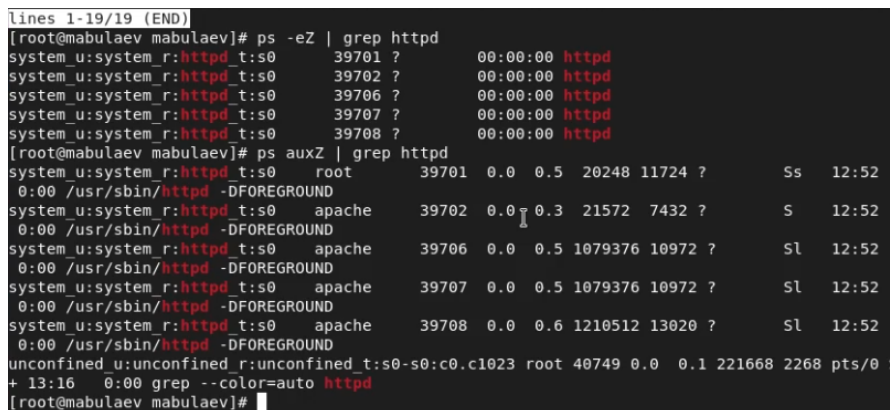 lines 1-19/19 (END)
[root@mabulaev mabulaev]# ps -eZ | grep httpd
system_u:system_r:httpd_t:s0      39701 ?        00:00:00 httpd
system_u:system_r:httpd_t:s0      39702 ?        00:00:00 httpd
system_u:system_r:httpd_t:s0      39706 ?        00:00:00 httpd
system_u:system_r:httpd_t:s0      39707 ?        00:00:00 httpd
system_u:system_r:httpd_t:s0      39708 ?        00:00:00 httpd
[root@mabulaev mabulaev]# ps auxZ | grep httpd
system_u:system_r:httpd_t:s0    root       39701  0.0  0.5  20248 11724 ?        Ss   12:52
 0:00 /usr/sbin/httpd -DFOREGROUND
system_u:system_r:httpd_t:s0    apache     39702  0.0  0.3  21572  7432 ?        S    12:52
 0:00 /usr/sbin/httpd -DFOREGROUND
system_u:system_r:httpd_t:s0    apache     39706  0.0  0.5 1079376 10972 ?       Sl   12:52
 0:00 /usr/sbin/httpd -DFOREGROUND
system_u:system_r:httpd_t:s0    apache     39707  0.0  0.5 1079376 10972 ?       Sl   12:52
 0:00 /usr/sbin/httpd -DFOREGROUND
system_u:system_r:httpd_t:s0    apache     39708  0.0  0.6 1210512 13020 ?       Sl   12:52
 0:00 /usr/sbin/httpd -DFOREGROUND
unconfined_u:unconfined_r:unconfined_t:s0-s0:c0.c1023 root 40749 0.0  0.1 221668 2268 pts/0
+ 13:16   0:00 grep --color=auto httpd
[root@mabulaev mabulaev]#